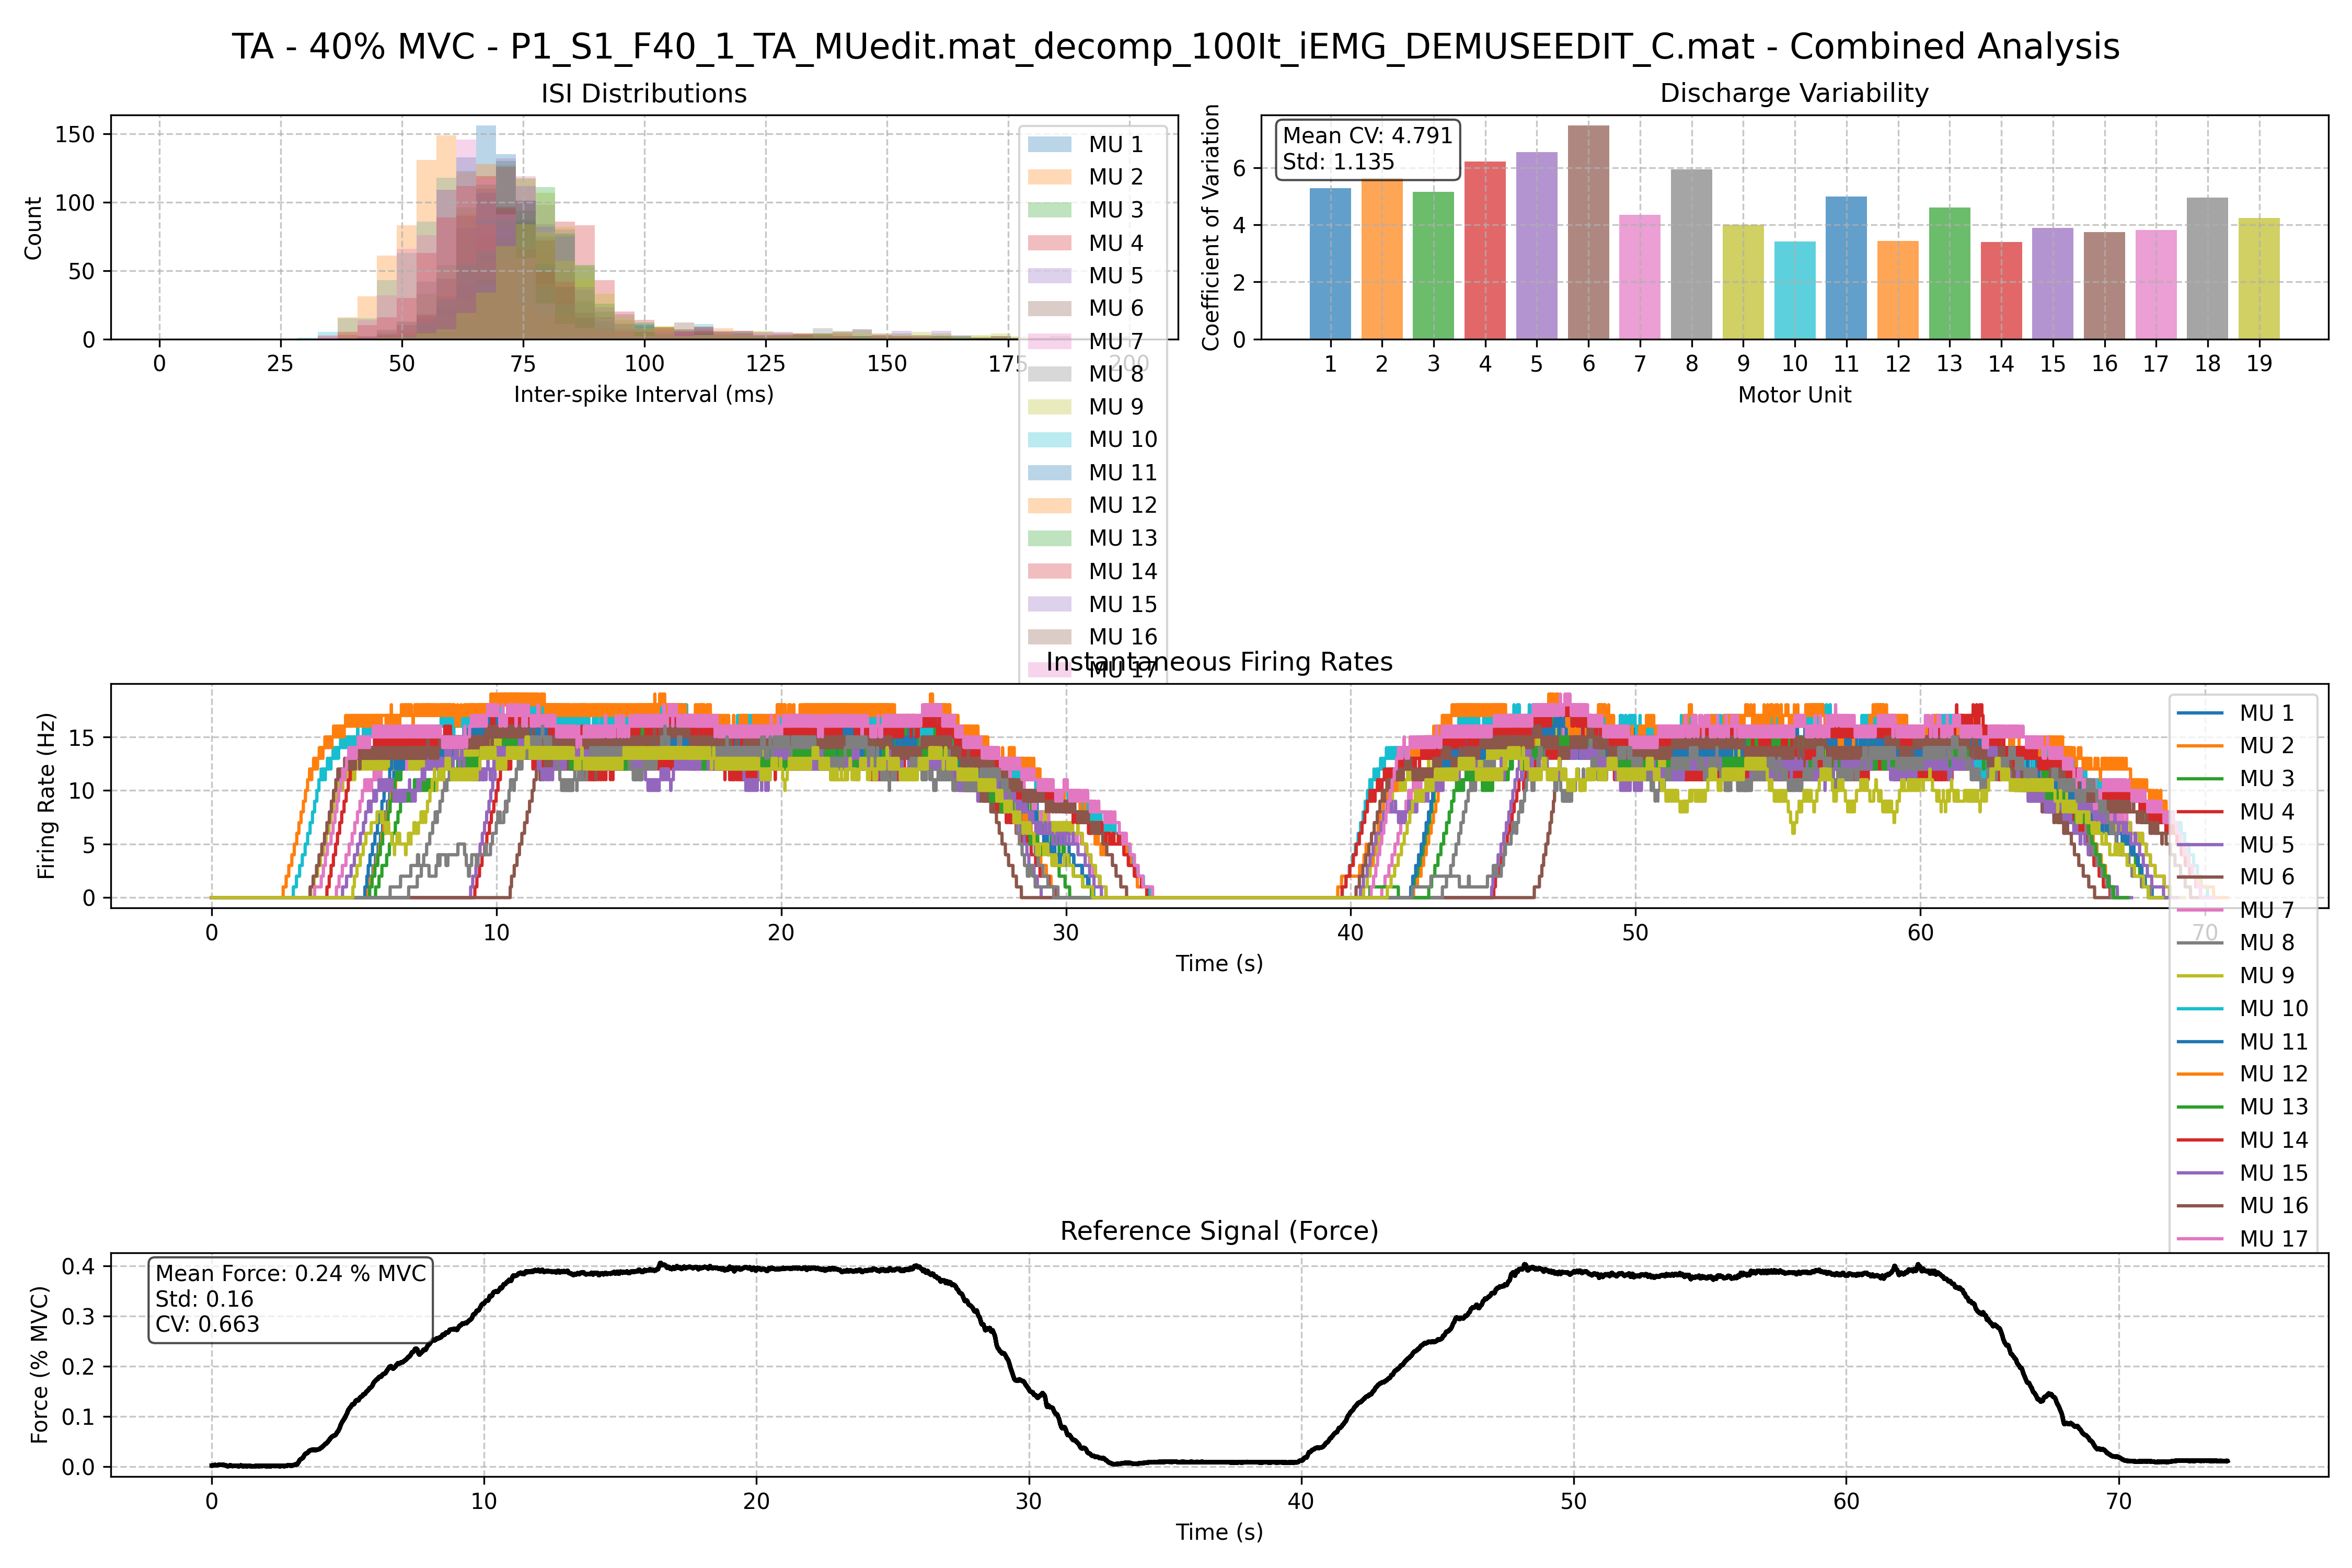 TA - 40% MVC - P1_S1_F40_1_TA_MUedit.mat_decomp_100It_iEMG_DEMUSEEDIT_C.mat - Combined Analysis
ISI Distributions
Count
150
100
50
0
0 25 50 75 100 125 150 175 200
Inter-spike Interval (ms)
MU 1
MU 2
MU 3
MU 4
MU 5
MU 6
MU 7
MU 8
MU 9
MU 10
MU 11
MU 12
MU 13
MU 14
MU 15
MU 16
MU 17
Discharge Variability
Coefficient of Variation
Mean CV: 4.791
Std: 1.135
6
4
2
0
1 2 3 4 5 6 7 8 9 10 11 12 13 14 15 16 17 18 19
Motor Unit
Instantaneous Firing Rates
Firing Rate (Hz)
15
10
5
0
0 10 20 30 40 50 60 70
Time (s)
MU 1
MU 2
MU 3
MU 4
MU 5
MU 6
MU 7
MU 8
MU 9
MU 10
MU 11
MU 12
MU 13
MU 14
MU 15
MU 16
MU 17
Reference Signal (Force)
Force (% MVC)
Mean Force: 0.24 % MVC
Std: 0.16
CV: 0.663
0.4
0.3
0.2
0.1
0.0
0 10 20 30 40 50 60 70
Time (s)